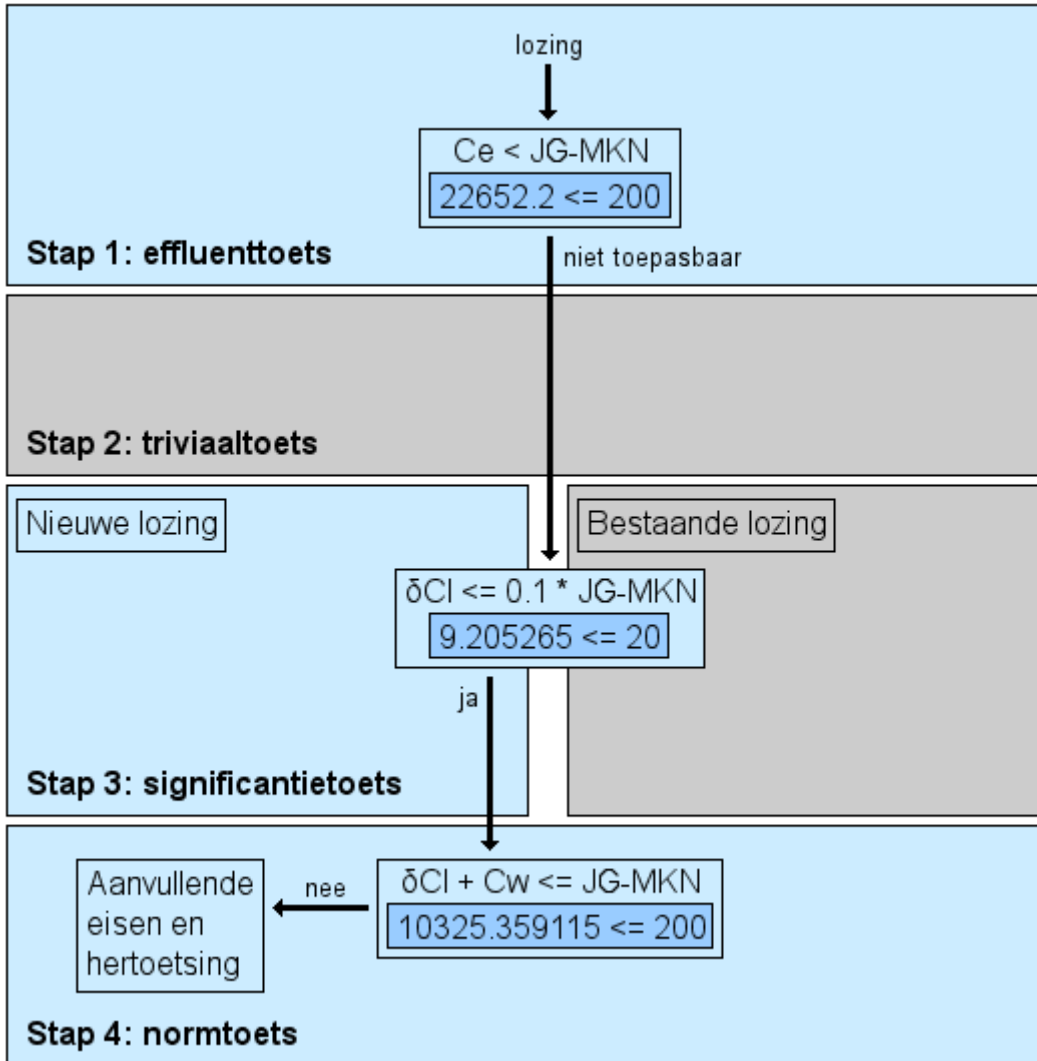 lozing
Ce < JG-MKN
22652.2 <= 200
Stap 1: effluenttoets
niet toepasbaar
Stap 2: triviaaltoets
Nieuwe lozing
Bestaande lozing
δCl <= 0.1 * JG-MKN
9.205265 <= 20
ja
Stap 3: significantietoets
Aanvullende
eisen en
hertoetsing
nee
δCl + Cw <= JG-MKN
10325.359115 <= 200
Stap 4: normtoets